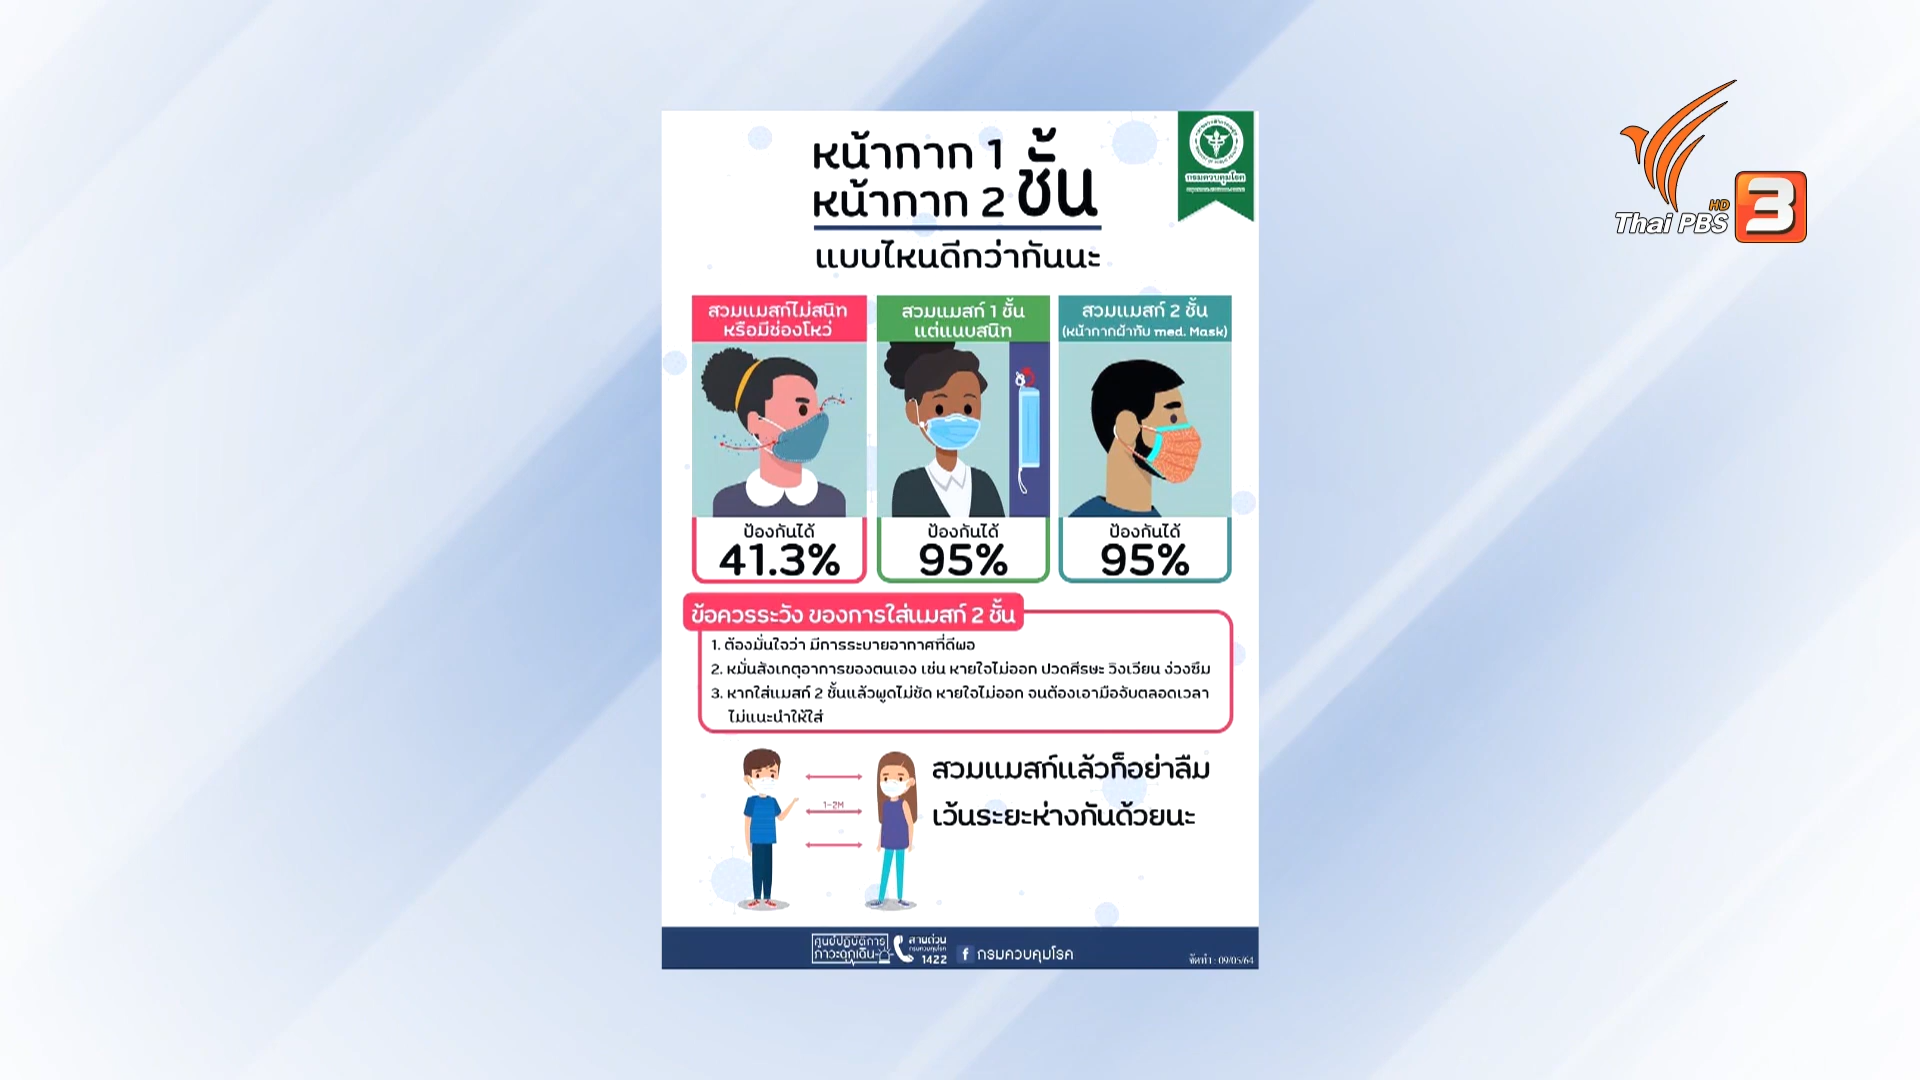 หน้ากาก 1
หน้ากาก 2 ชั้น
แบบไหนดีกว่ากันนะ
กรมควบคุมโรค
HD
Thai PBS 3
สวมแมสก์ไม่สนิท
หรือมีช่องโหว่
สวมแมสก์ 1 ชั้น
แต่แนบสนิท
สวมแมสก์ 2 ชั้น
(หน้ากากผ้าทับ med. Mask)
ป้องกันได้
41.3%
ป้องกันได้
95%
ป้องกันได้
95%
ข้อควรระวัง ของการใส่แมสก์ 2 ชั้น
1. ต้องมั่นใจว่า มีการระบายอากาศที่ดีพอ
2. หมั่นสังเกตุอาการของตนเอง เช่น หายใจไม่ออก ปวดศีรษะ วิงเวียน ง่วงซึม
3. หากใส่แมสก์ 2 ชั้นแล้วพูดไม่ชัด หายใจไม่ออก จนต้องเอามือจับตลอดเวลา
ไม่แนะนำให้ใส่
1-2M
สวมแมสก์แล้วก็อย่าลืม
เว้นระยะห่างกันด้วยนะ
ศูนย์ปฏิบัติการ
ภาวะฉุกเฉิน
สายด่วน
กรมควบคุมโรค
1422
f กรมควบคุมโรค
จัดทำ : 09/05/64